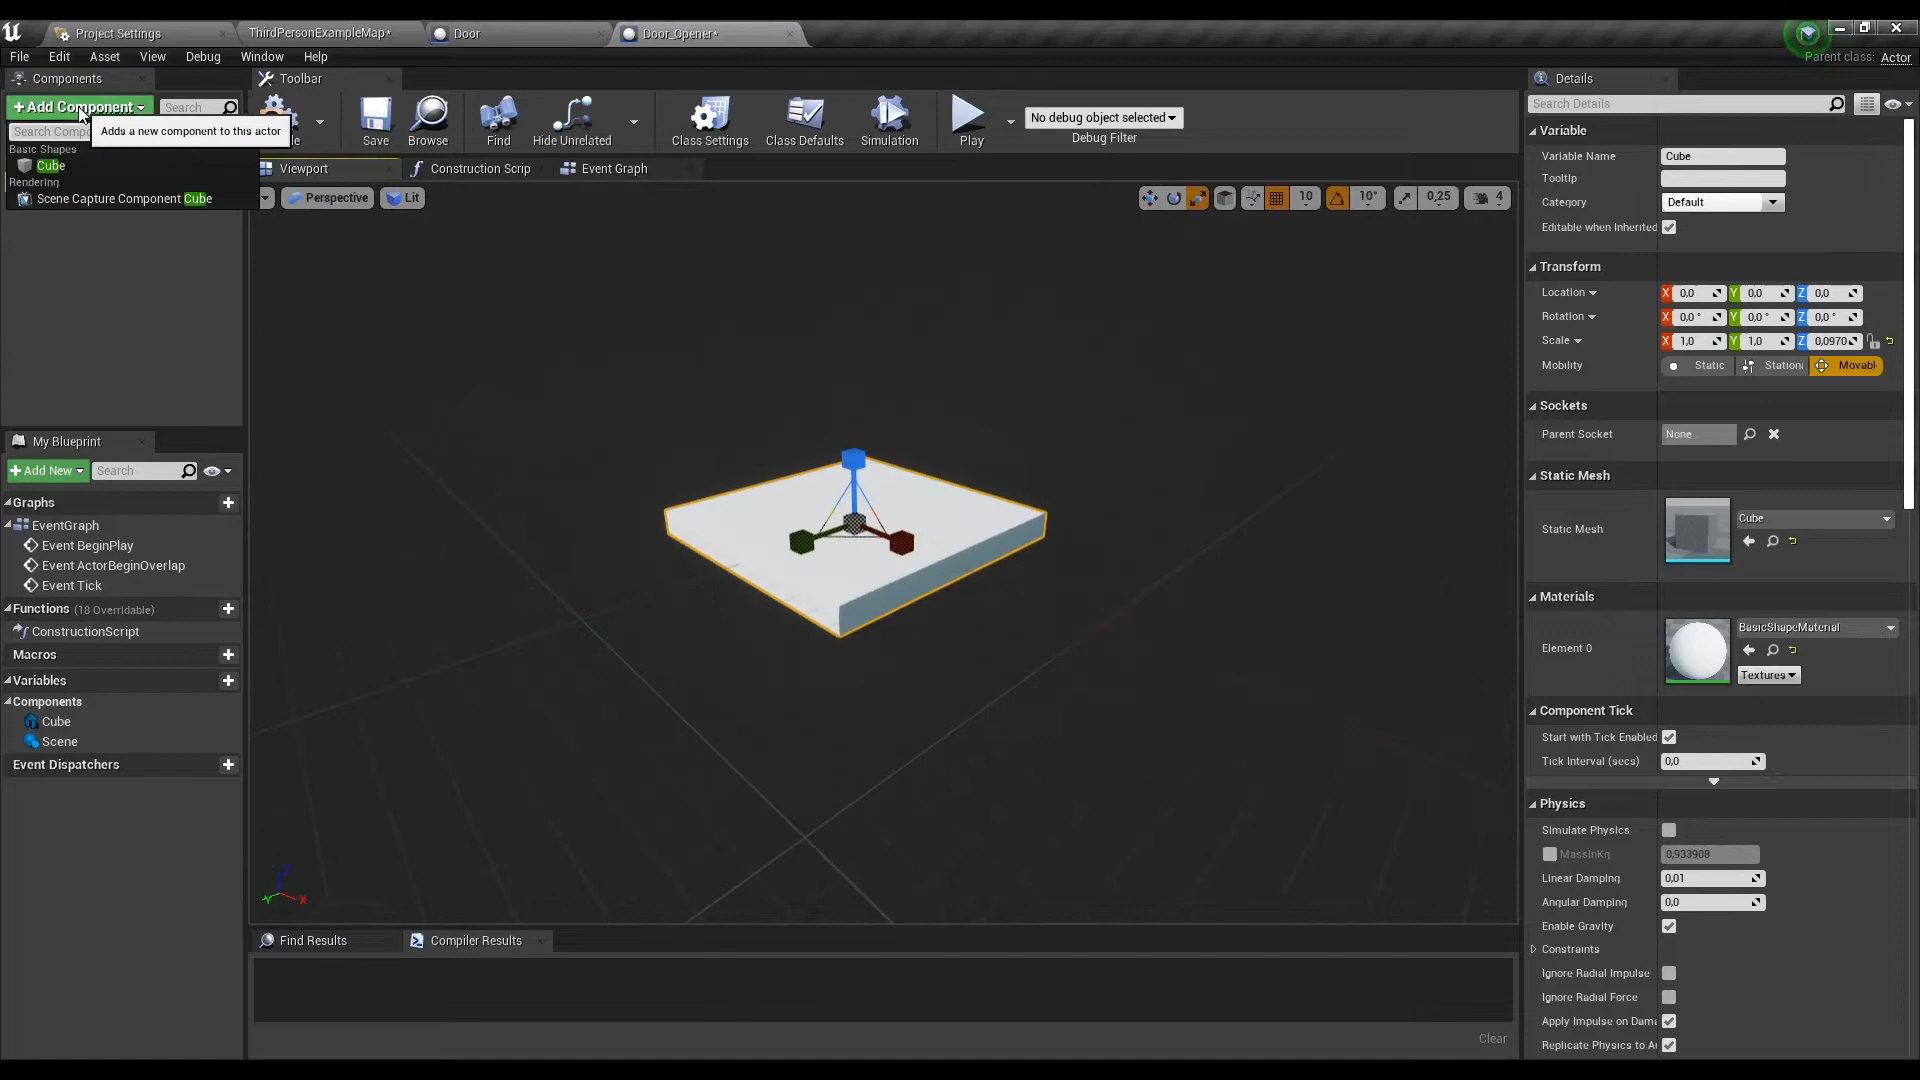 Project Settings
ThirdPersonExampleMap*
Door
Door_Opener*
File
Edit
Asset
View
Debug
Window
Help
Parent class: Actor
Components
Toolbar
Details
+Add Component
Search
Adds a new component to this actor
Basic Shapes
Cube
Rendering
Scene Capture Component Cube
Save
Browse
Find
Hide Unrelated
Class Settings
Class Defaults
Simulation
Play
No debug object selected
Debug Filter
Viewport
Construction Scrip
Event Graph
Perspective
Lit
10
10°
0,25
4
My Blueprint
+Add New
Search
Graphs
EventGraph
Event BeginPlay
Event ActorBeginOverlap
Event Tick
Functions (18 Overridable)
ConstructionScript
Macros
Variables
Components
Cube
Scene
Event Dispatchers
Find Results
Compiler Results
Clear
Search Details
Variable
Variable Name Cube
Tooltip
Category Default
Editable when Inherited
Transform
Location X 0,0 Y 0,0 Z 0,0
Rotation X 0,0 ° Y 0,0 ° Z 0,0 °
Scale X 1,0 Y 1,0 Z 0,0970
Mobility Static Station Movabl
Sockets
Parent Socket None
Static Mesh
Static Mesh Cube
Materials
Element 0 BasicShapeMaterial
Textures
Component Tick
Start with Tick Enabled
Tick Interval (secs) 0,0
Physics
Simulate Physics
MassInKg 0,933908
Linear Damping 0,01
Angular Damping 0,0
Enable Gravity
Constraints
Ignore Radial Impulse
Ignore Radial Force
Apply Impulse on Dama
Replicate Physics to Au